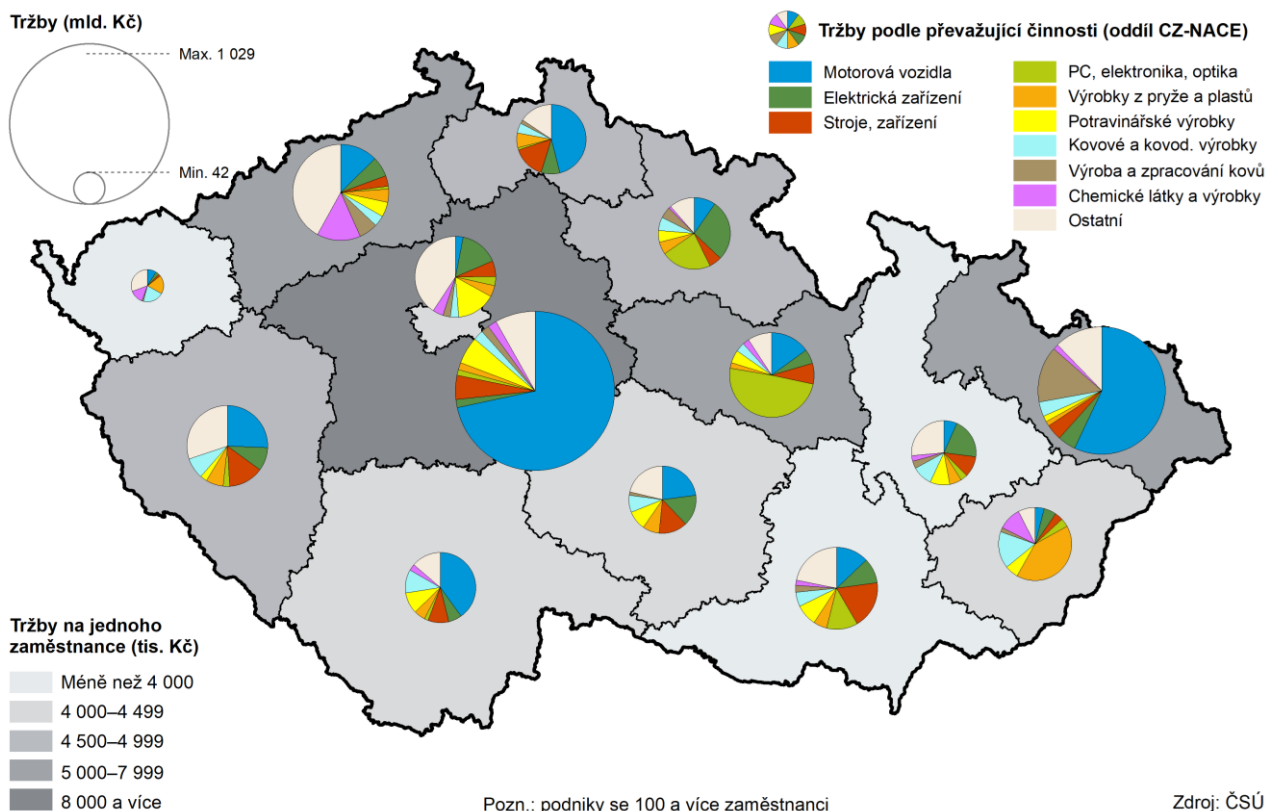 Tržby (mld. Kč)
Max. 1 029
Min. 42
Tržby podle převažující činnosti (oddíl CZ-NACE)
Motorová vozidla
Elektrická zařízení
Stroje, zařízení
PC, elektronika, optika
Výrobky z pryže a plastů
Potravinářské výrobky
Kovové a kovod. výrobky
Výroba a zpracování kovů
Chemické látky a výrobky
Ostatní
Tržby na jednoho
zaměstnance (tis. Kč)
Méně než 4 000
4 000–4 499
4 500–4 999
5 000–7 999
8 000 a více
Pozn.: podniky se 100 a více zaměstnanci
Zdroj: ČSÚ